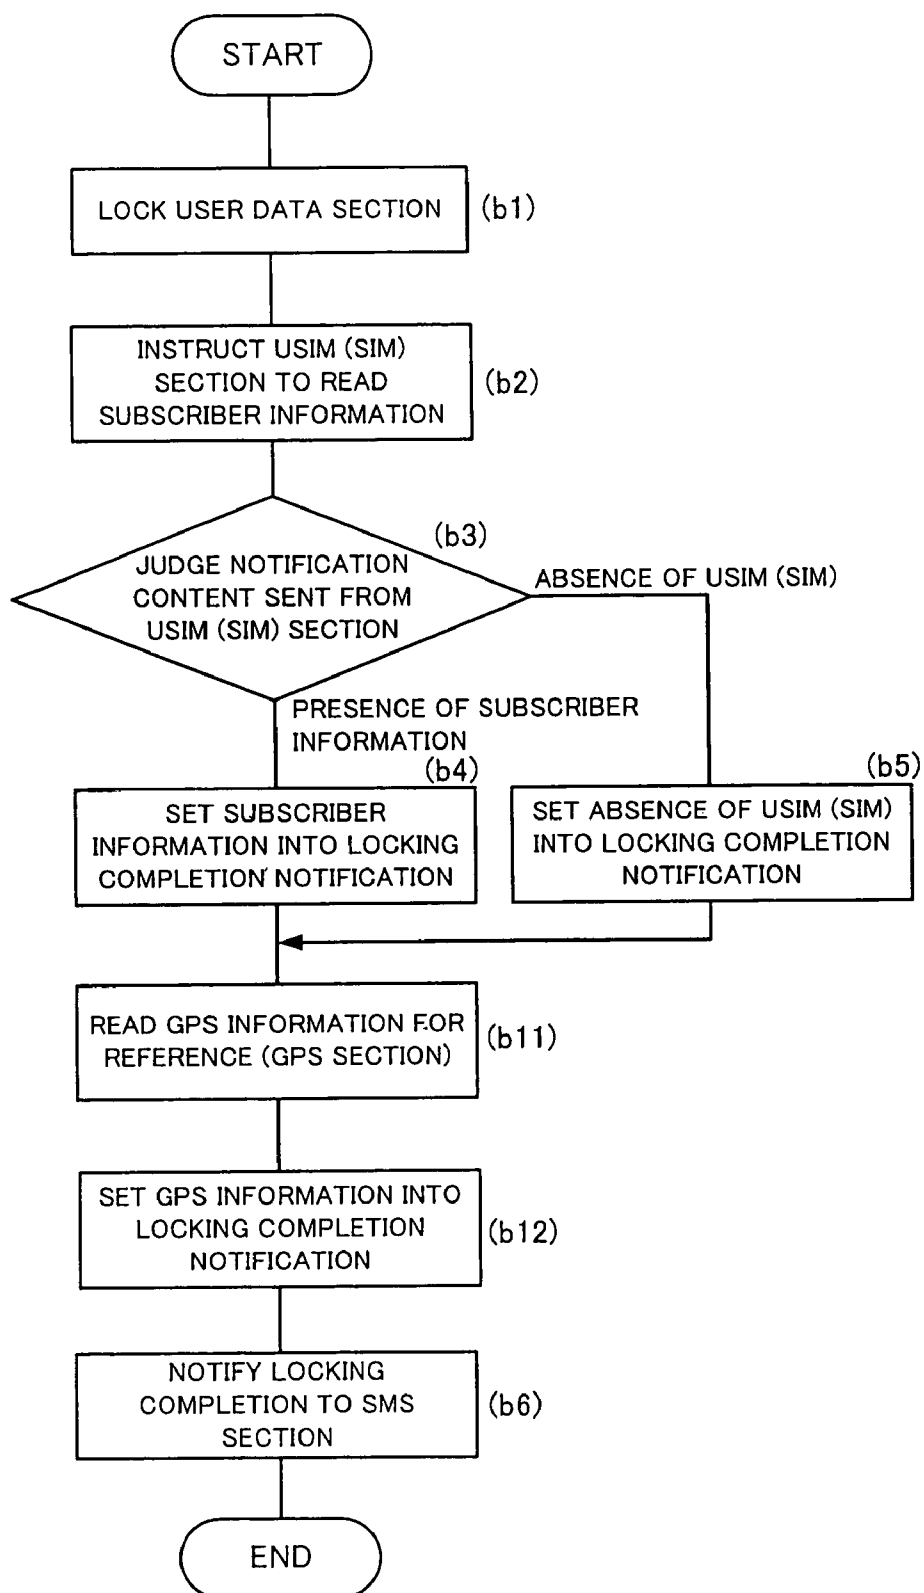 START
LOCK USER DATA SECTION
(b1)
INSTRUCT USIM (SIM)
SECTION TO READ
SUBSCRIBER INFORMATION
(b2)
(b3)
JUDGE NOTIFICATION
CONTENT SENT FROM
USIM (SIM) SECTION
ABSENCE OF USIM (SIM)
PRESENCE OF SUBSCRIBER
INFORMATION
(b4)
SET SUBSCRIBER
INFORMATION INTO LOCKING
COMPLETION NOTIFICATION
(b5)
SET ABSENCE OF USIM (SIM)
INTO LOCKING COMPLETION
NOTIFICATION
READ GPS INFORMATION FOR
REFERENCE (GPS SECTION)
(b11)
SET GPS INFORMATION INTO
LOCKING COMPLETION
NOTIFICATION
(b12)
NOTIFY LOCKING
COMPLETION TO SMS
SECTION
(b6)
END